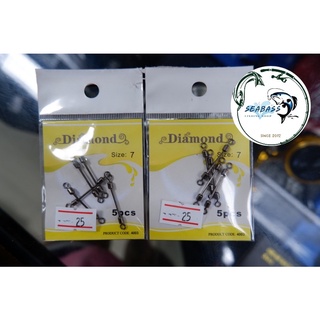 SEABASS
SINCE 2010
Diamond
Size: 7
5pcs
25
Diamond
Size: 7
5pcs
25